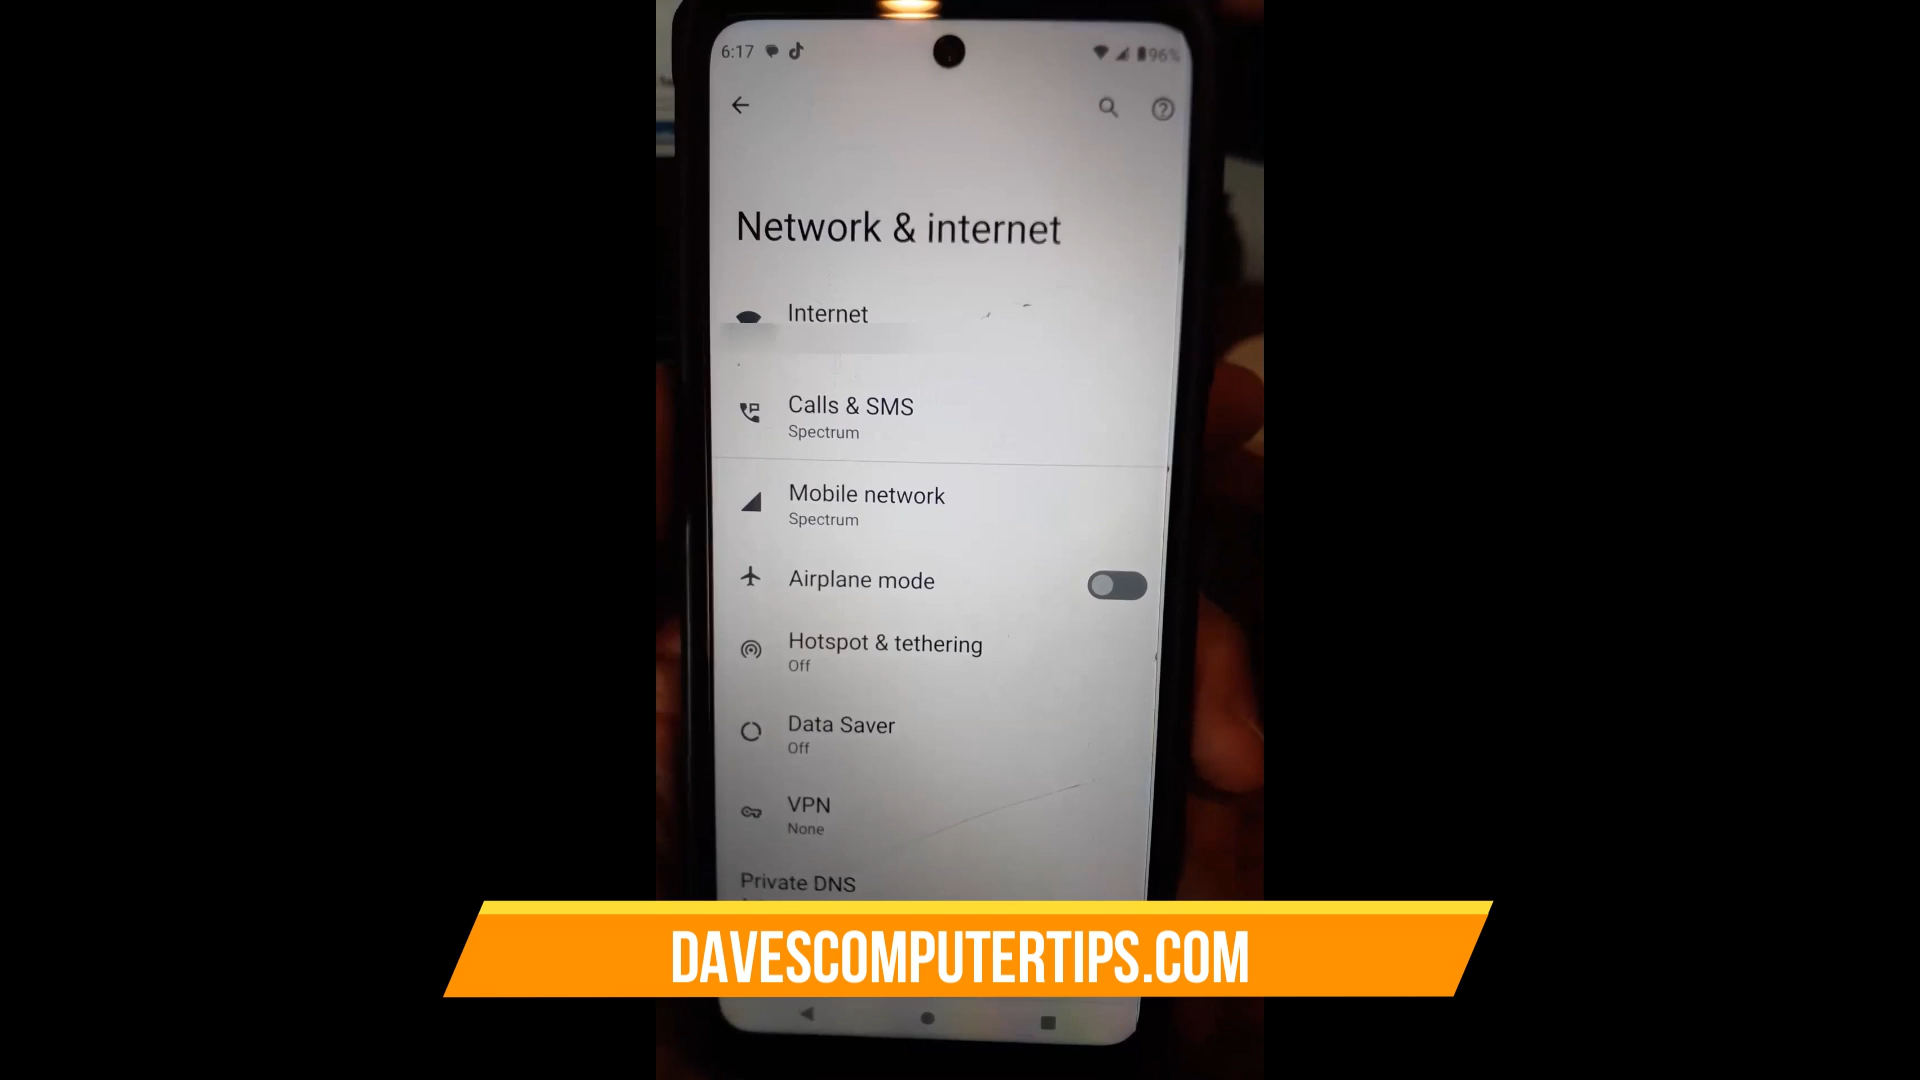 6:17
96%
Network & internet
Internet
Calls & SMS
Spectrum
Mobile network
Spectrum
Airplane mode
Hotspot & tethering
Off
Data Saver
Off
VPN
None
Private DNS
DAVESCOMPUTERTIPS.COM